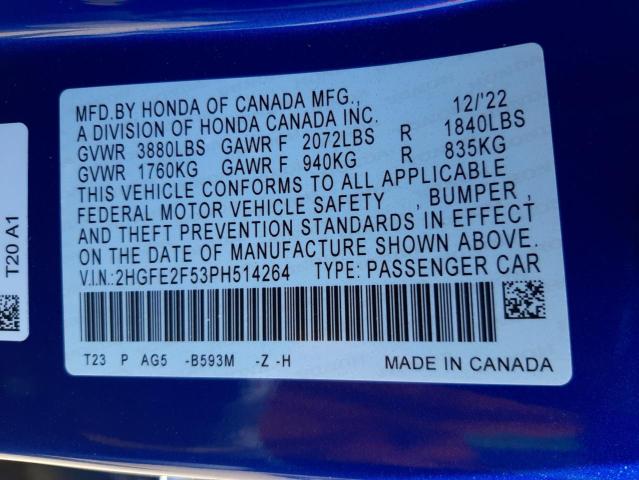 MFD.BY HONDA OF CANADA MFG., 12/'22
A DIVISION OF HONDA CANADA INC.
GVWR 3880LBS GAWR F 2072LBS R 1840LBS
GVWR 1760KG GAWR F 940KG R 835KG
THIS VEHICLE CONFORMS TO ALL APPLICABLE
FEDERAL MOTOR VEHICLE SAFETY , BUMPER ,
AND THEFT PREVENTION STANDARDS IN EFFECT
ON THE DATE OF MANUFACTURE SHOWN ABOVE.
V.I.N.:2HGFE2F53PH514264 TYPE: PASSENGER CAR
T23 P AG5 -B593M -Z -H MADE IN CANADA
T20 A1